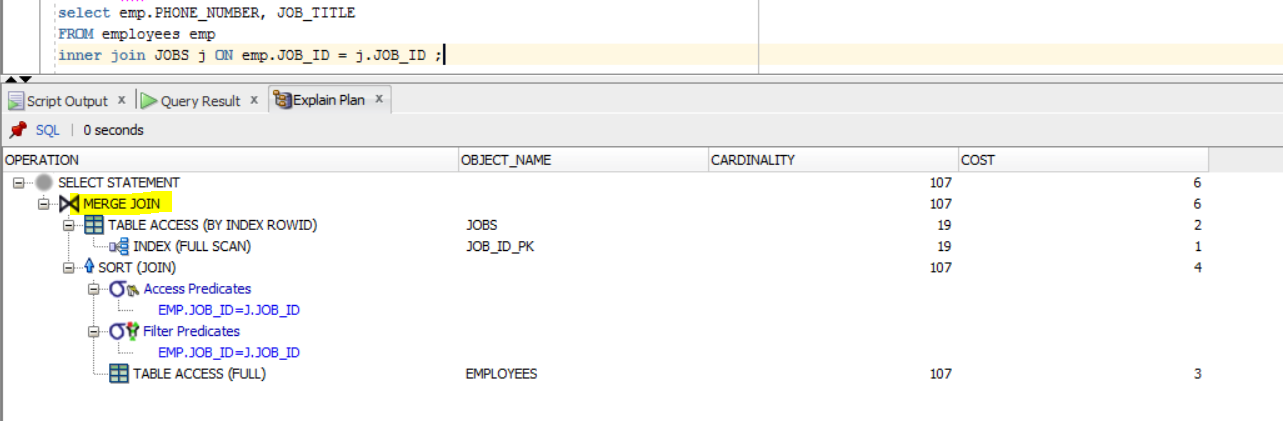 select emp.PHONE_NUMBER, JOB_TITLE
FROM employees emp
inner join JOBS j ON emp.JOB_ID = j.JOB_ID ;
Script Output x Query Result x Explain Plan x
SQL | 0 seconds
OPERATION OBJECT_NAME CARDINALITY COST
SELECT STATEMENT 107 6
MERGE JOIN 107 6
TABLE ACCESS (BY INDEX ROWID) JOBS 19 2
INDEX (FULL SCAN) JOB_ID_PK 19 1
SORT (JOIN) 107 4
Access Predicates
EMP.JOB_ID=J.JOB_ID
Filter Predicates
EMP.JOB_ID=J.JOB_ID
TABLE ACCESS (FULL) EMPLOYEES 107 3